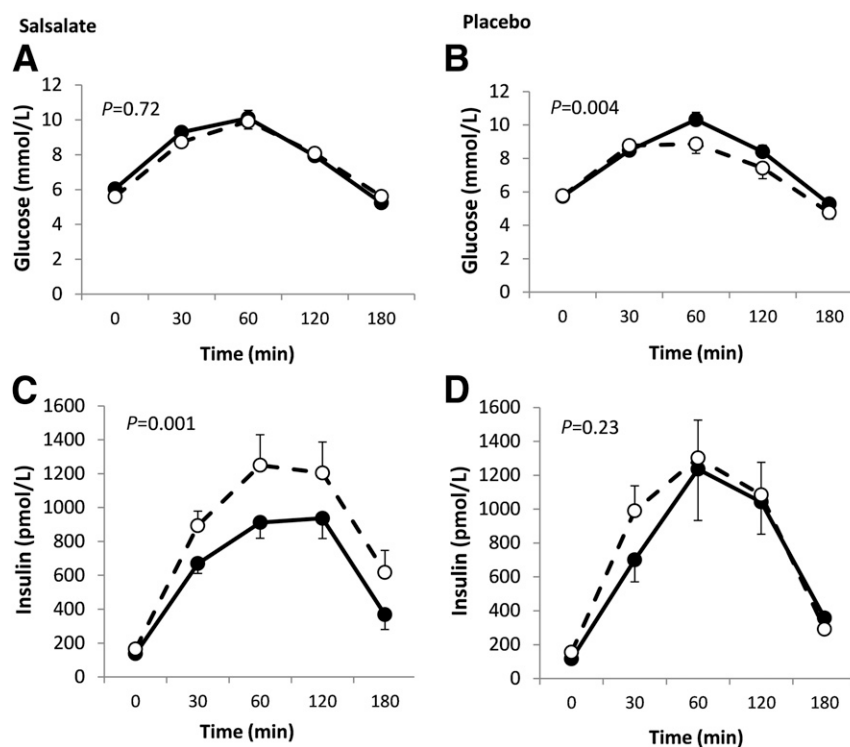 Salsalate
Placebo
A
P=0.72
Glucose (mmol/L)
12
10
8
6
4
2
0
0 30 60 120 180
Time (min)
B
P=0.004
Glucose (mmol/L)
12
10
8
6
4
2
0
0 30 60 120 180
Time (min)
C
P=0.001
Insulin (pmol/L)
1600
1400
1200
1000
800
600
400
200
0
0 30 60 120 180
Time (min)
D
P=0.23
Insulin (pmol/L)
1600
1400
1200
1000
800
600
400
200
0
0 30 60 120 180
Time (min)